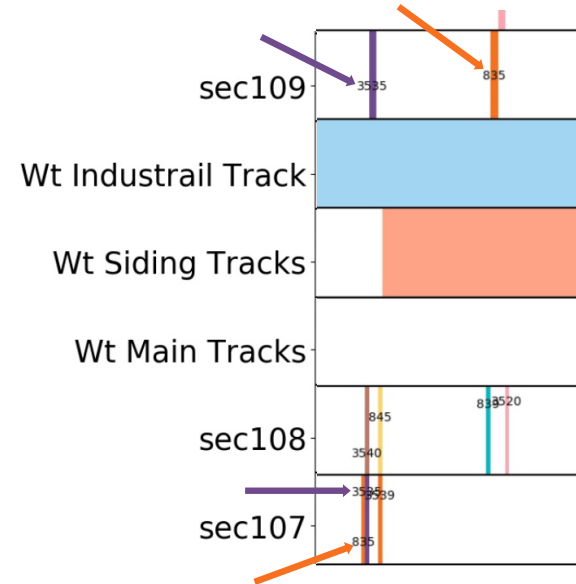 sec109
3535
835
Wt Industrail Track
Wt Siding Tracks
Wt Main Tracks
sec108
845
3540
839
3520
sec107
3535
3539
835